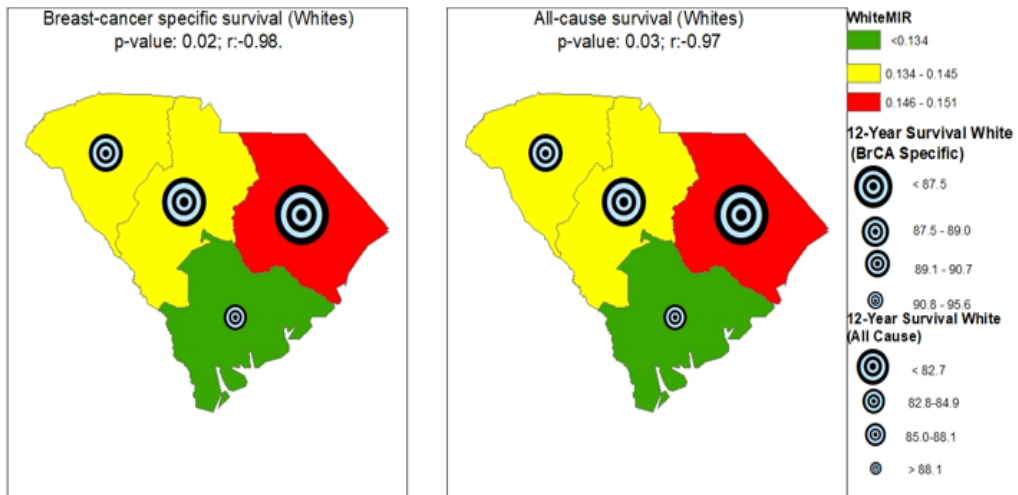 Breast-cancer specific survival (Whites)
p-value: 0.02; r:-0.98.
All-cause survival (Whites)
p-value: 0.03; r:-0.97
WhiteMIR
<0.134
0.134 - 0.145
0.146 - 0.151
12-Year Survival White
(BrCA Specific)
< 87.5
87.5 - 89.0
89.1 - 90.7
90.8 - 95.6
12-Year Survival White
(All Cause)
< 82.7
82.8-84.9
85.0-88.1
> 88.1